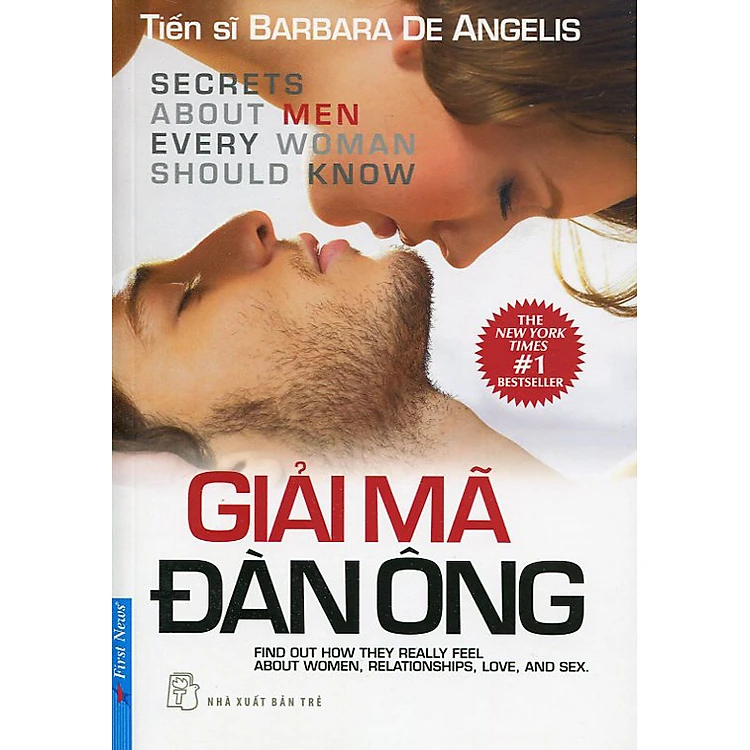 Tiến sĩ BARBARA DE ANGELIS
SECRETS
ABOUT MEN
EVERY WOMAN
SHOULD KNOW
THE
NEW YORK
TIMES
#1
BESTSELLER
GIẢI MÃ
ĐÀN ÔNG
FIND OUT HOW THEY REALLY FEEL
ABOUT WOMEN, RELATIONSHIPS, LOVE, AND SEX.
First News®
T
NHÀ XUẤT BẢN TRẺ